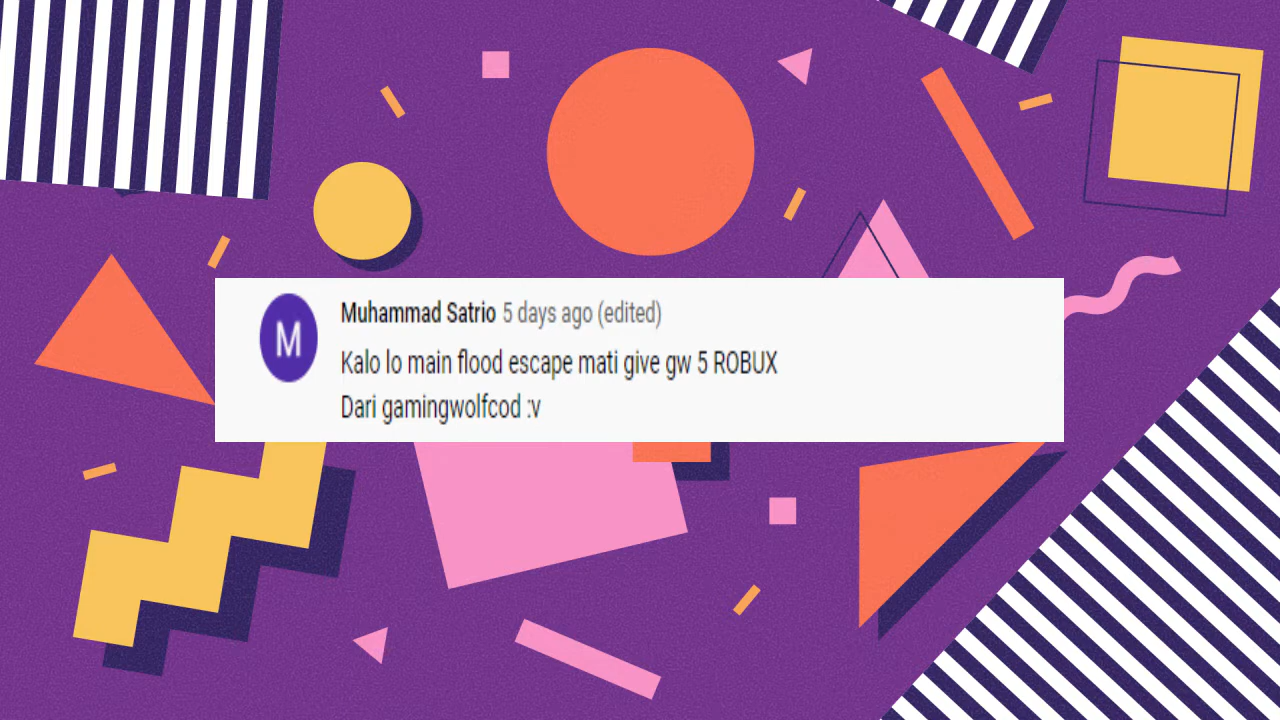 M
Muhammad Satrio 5 days ago (edited)
Kalo lo main flood escape mati give gw 5 ROBUX
Dari gamingwolfcod :v